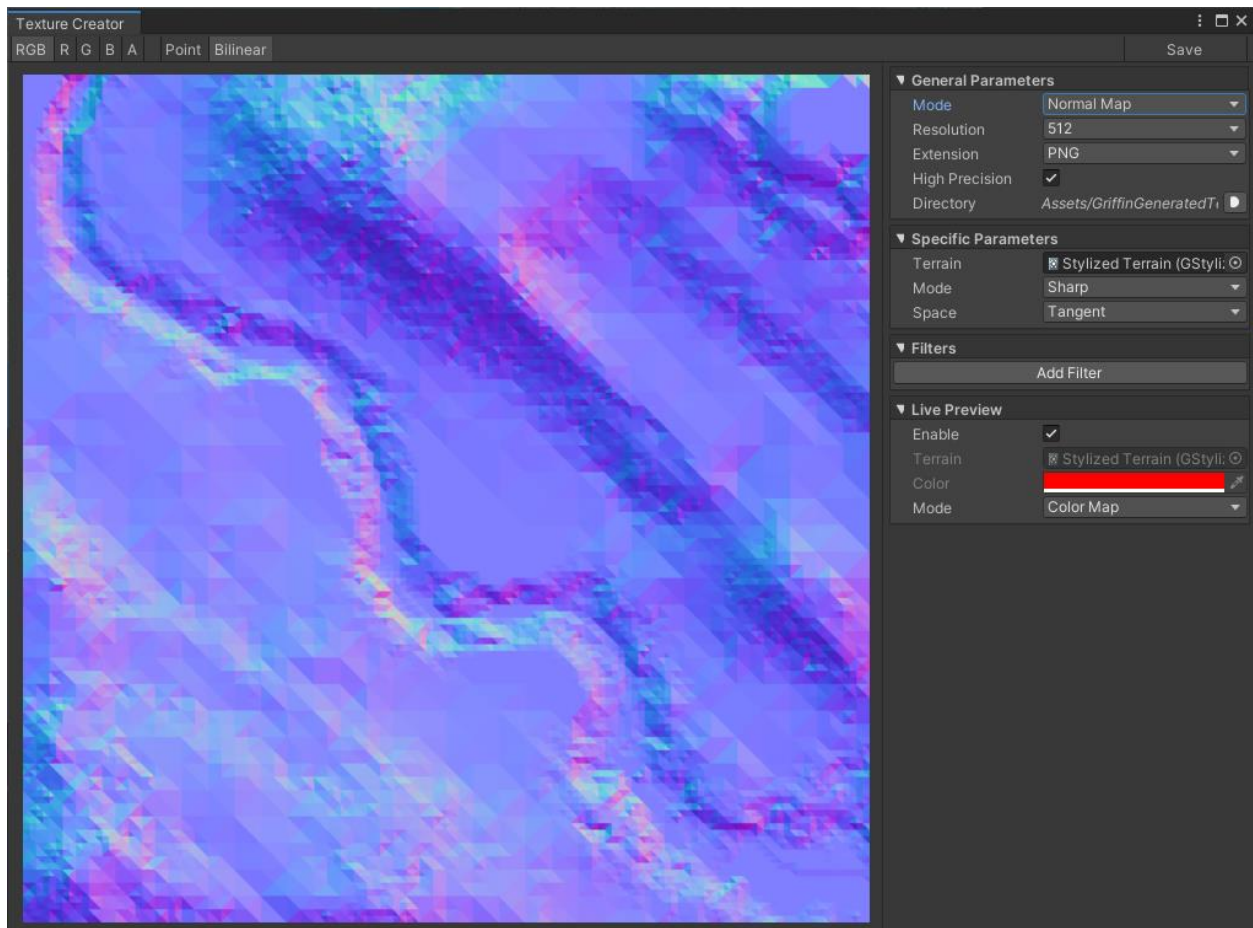 Texture Creator
RGB R G B A Point Bilinear Save
General Parameters
Mode Normal Map
Resolution 512
Extension PNG
High Precision
Directory Assets/GriffinGeneratedT
Specific Parameters
Terrain Stylized Terrain (GStyli:
Mode Sharp
Space Tangent
Filters
Add Filter
Live Preview
Enable
Terrain Stylized Terrain (GStyli:
Color
Mode Color Map